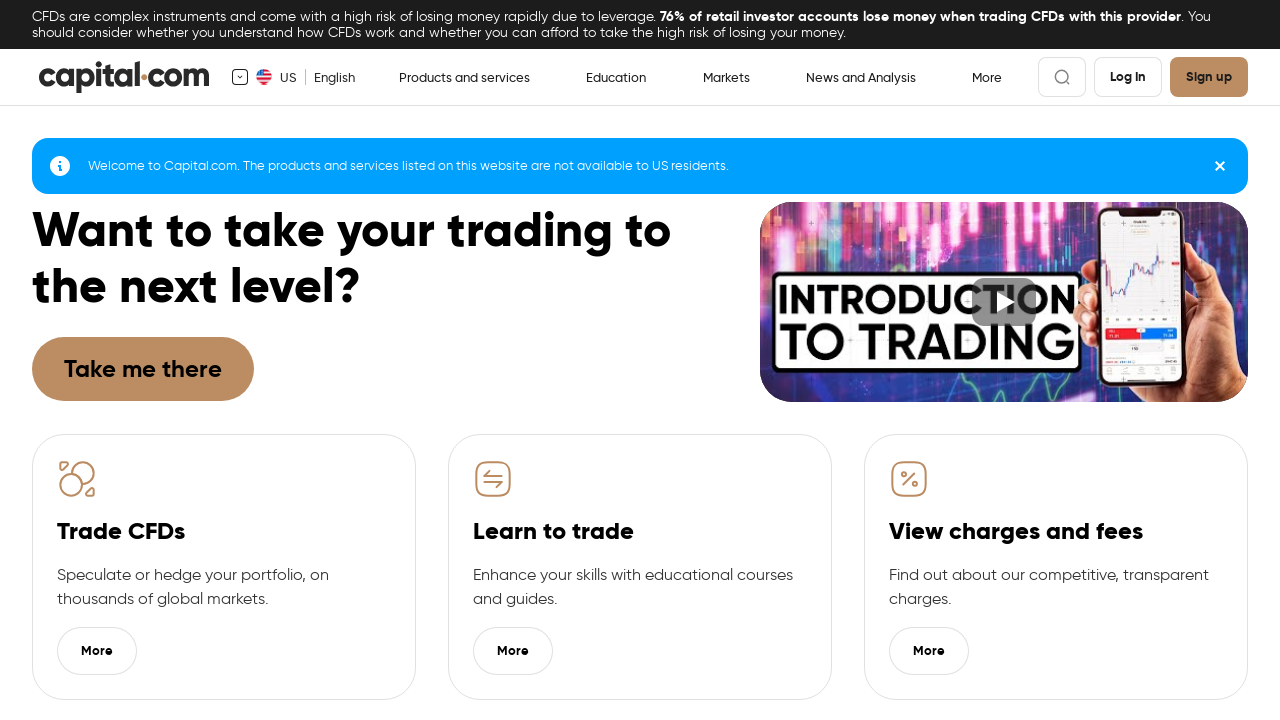 CFDs are complex instruments and come with a high risk of losing money rapidly due to leverage. 76% of retail investor accounts lose money when trading CFDs with this provider. You
should consider whether you understand how CFDs work and whether you can afford to take the high risk of losing your money.
capital.com
US
English
Products and services
Education
Markets
News and Analysis
More
Log In
Sign up
Welcome to Capital.com. The products and services listed on this website are not available to US residents.
Want to take your trading to
the next level?
Take me there
INTRODUCTION
TO TRADING
Trade CFDs
Speculate or hedge your portfolio, on
thousands of global markets.
More
Learn to trade
Enhance your skills with educational courses
and guides.
More
View charges and fees
Find out about our competitive, transparent
charges.
More